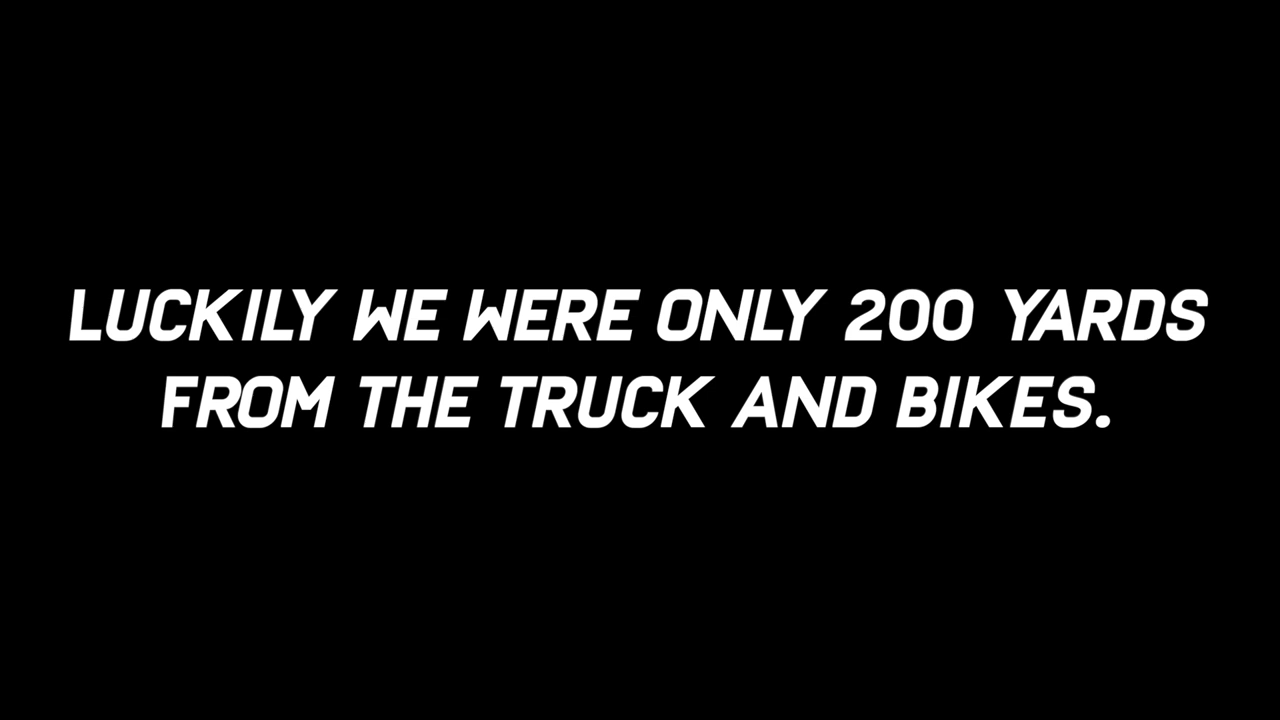 LUCKILY WE WERE ONLY 200 YARDS
FROM THE TRUCK AND BIKES.